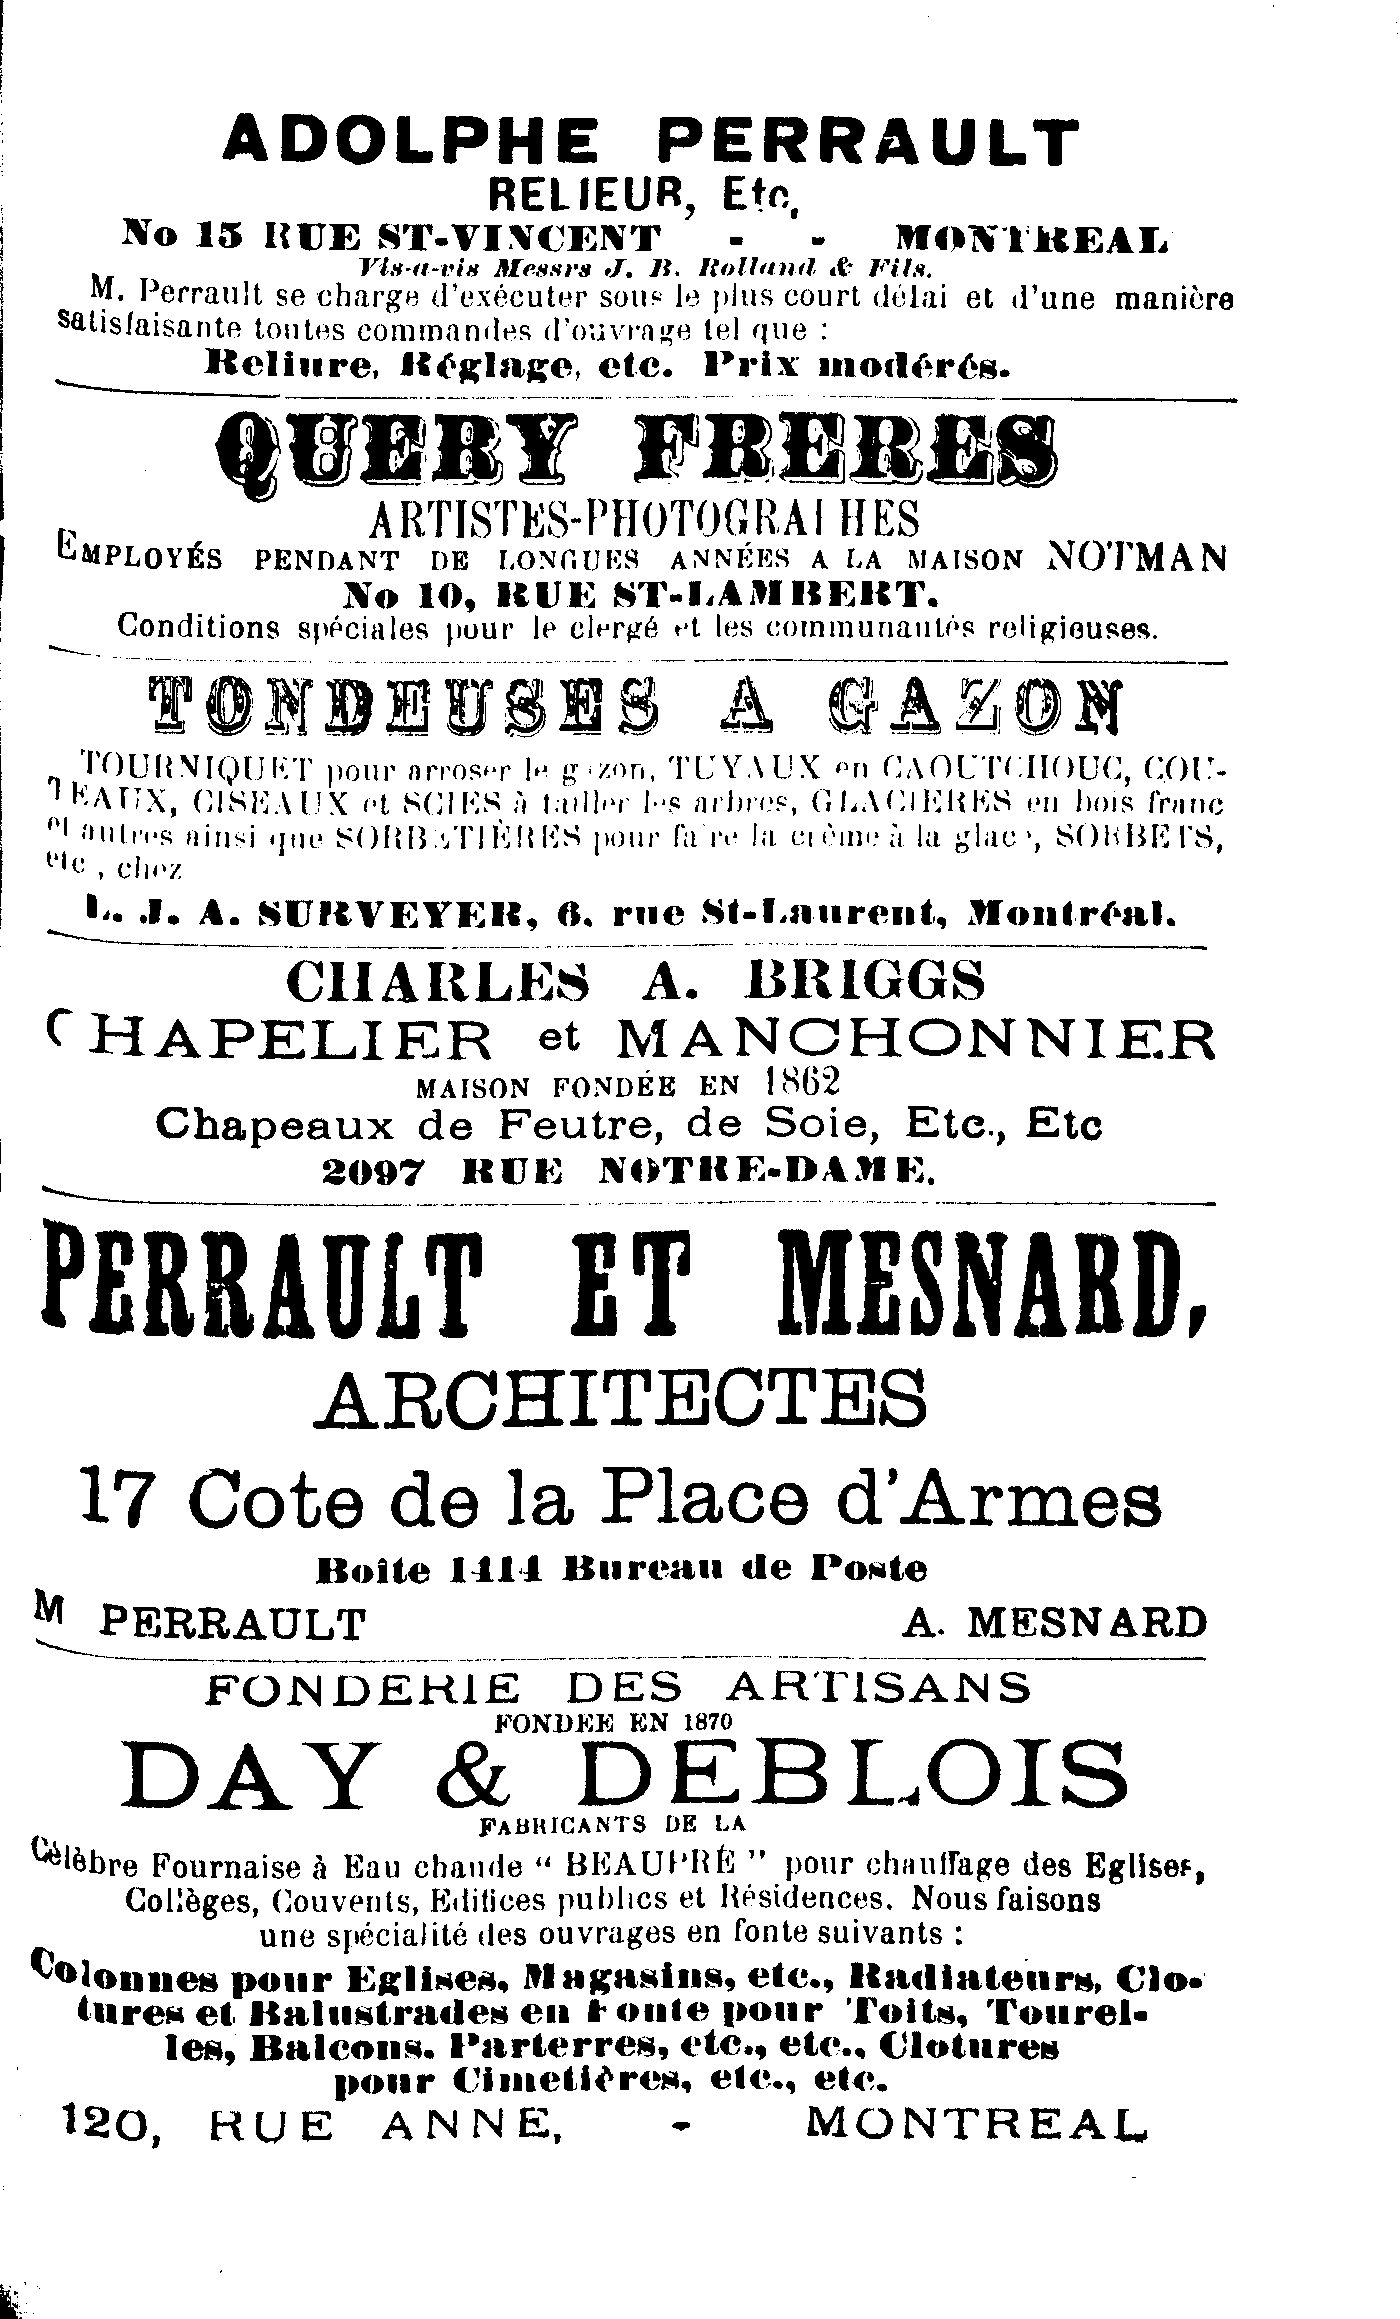 ADOLPHE PERRAULT
RELIEUR, Etc,
No 15 RUE ST-VINCENT - - MONTREAL
Vis-a-vis Messrs J. B. Rolland & Fils.
M. Perrault se charge d'exécuter sous le plus court délai et d'une manière
satisfaisante toutes commandes d'ouvrage tel que :
Reliure, Réglage, etc. Prix modérés.
QUERY FRERES
ARTISTES-PHOTOGRAPHES
EMPLOYÉS PENDANT DE LONGUES ANNÉES A LA MAISON NOTMAN
No 10, RUE ST-LAMBERT.
Conditions spéciales pour le clergé et les communautés religieuses.
TONDEUSES A GAZON
TOURNIQUET pour arroser le gazon, TUYAUX en CAOUTCHOUC, COU-
TEAUX, CISEAUX et SCIES à tailler les arbres, GLACIERES en bois franc
et autres ainsi que SORBETIÈRES pour faire la crème à la glace, SORBETS,
etc , chez
L. J. A. SURVEYER, 6. rue St-Laurent, Montréal.
CHARLES A. BRIGGS
CHAPELIER et MANCHONNIER
MAISON FONDÉE EN 1862
Chapeaux de Feutre, de Soie, Etc., Etc
2097 RUE NOTRE-DAME.
PERRAULT ET MESNARD,
ARCHITECTES
17 Cote de la Place d'Armes
Boîte 1414 Bureau de Poste
M PERRAULT A. MESNARD
FONDERIE DES ARTISANS
FONDEE EN 1870
DAY & DEBLOIS
FABRICANTS DE LA
Célèbre Fournaise à Eau chaude “ BEAUPRÉ ” pour chauffage des Eglises,
Collèges, Couvents, Edifices publics et Résidences. Nous faisons
une spécialité des ouvrages en fonte suivants :
Colonnes pour Eglises, Magasins, etc., Radiateurs, Clo-
tures et Balustrades en Fonte pour Toits, Tourel-
les, Balcons. Parterres, etc., etc., Clotures
pour Cimetières, etc., etc.
120, RUE ANNE, - MONTREAL